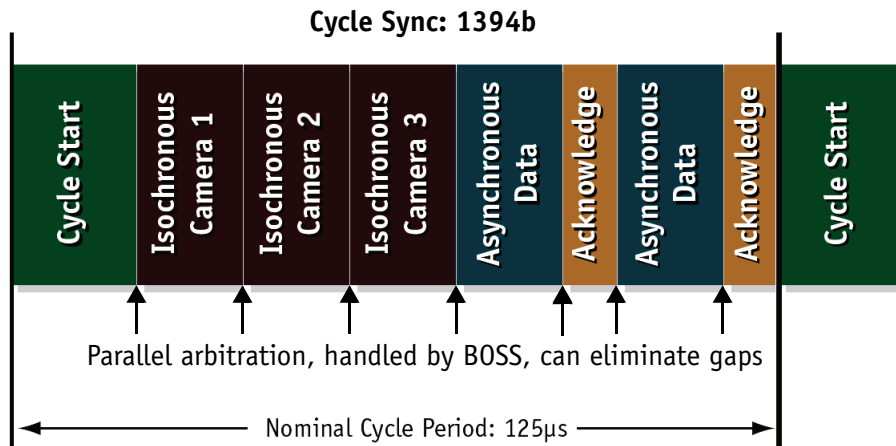 Cycle Sync: 1394b
Cycle Start
Isochronous
Camera 1
Isochronous
Camera 2
Isochronous
Camera 3
Asynchronous
Data
Acknowledge
Asynchronous
Data
Acknowledge
Cycle Start
Parallel arbitration, handled by BOSS, can eliminate gaps
Nominal Cycle Period: 125µs